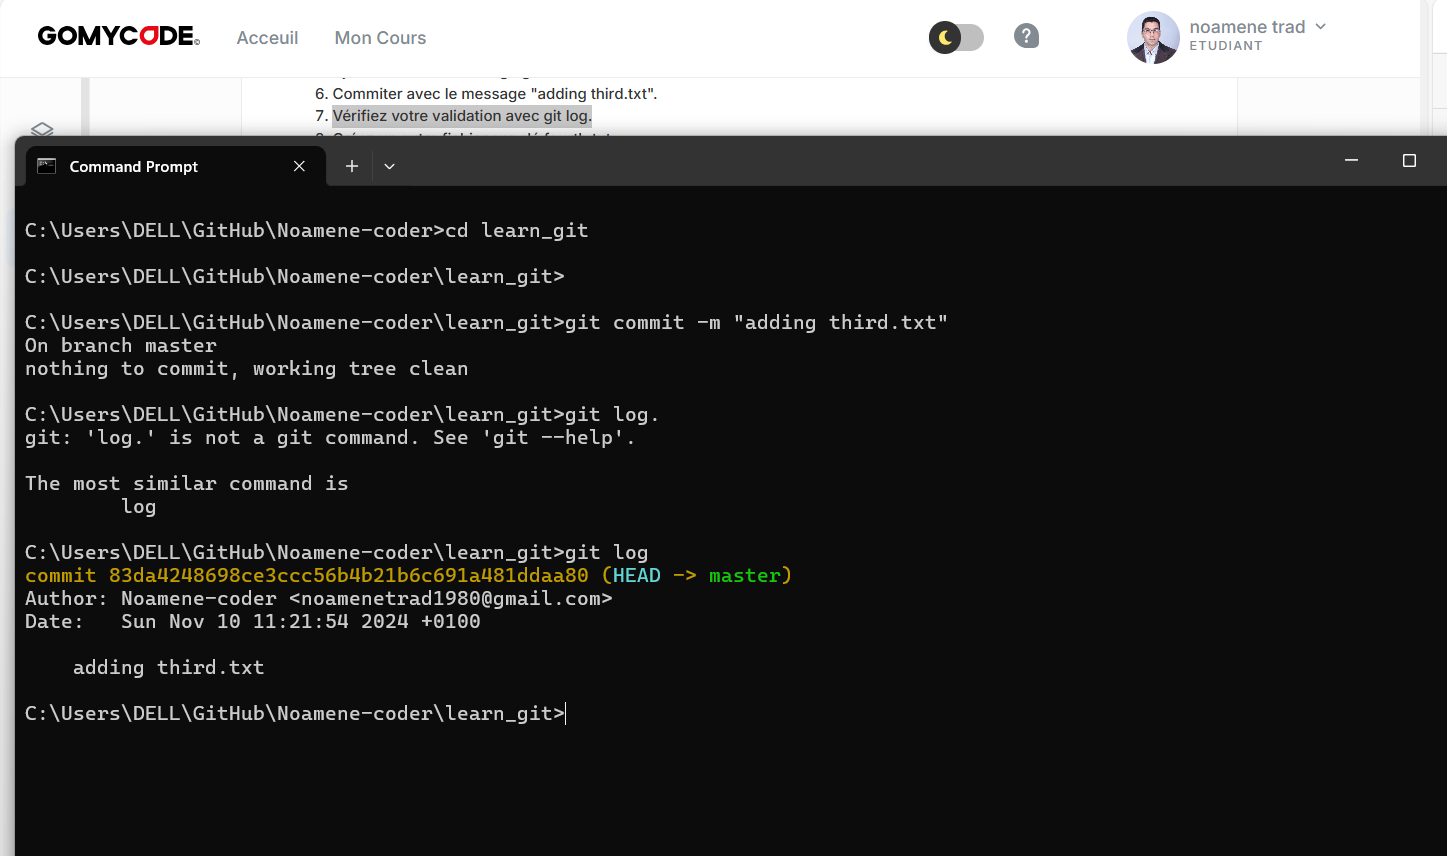 GOMYCODE
Acceuil
Mon Cours
?
noamene trad
ETUDIANT
6. Commiter avec le message "adding third.txt".
7. Vérifiez votre validation avec git log.
Command Prompt
C:\Users\DELL\GitHub\Noamene-coder>cd learn_git
C:\Users\DELL\GitHub\Noamene-coder\learn_git>
C:\Users\DELL\GitHub\Noamene-coder\learn_git>git commit -m "adding third.txt"
On branch master
nothing to commit, working tree clean
C:\Users\DELL\GitHub\Noamene-coder\learn_git>git log.
git: 'log.' is not a git command. See 'git --help'.
The most similar command is
log
C:\Users\DELL\GitHub\Noamene-coder\learn_git>git log
commit 83da4248698ce3ccc56b4b21b6c691a481ddaa80 (HEAD -> master)
Author: Noamene-coder <noamenetrad1980@gmail.com>
Date:   Sun Nov 10 11:21:54 2024 +0100
adding third.txt
C:\Users\DELL\GitHub\Noamene-coder\learn_git>